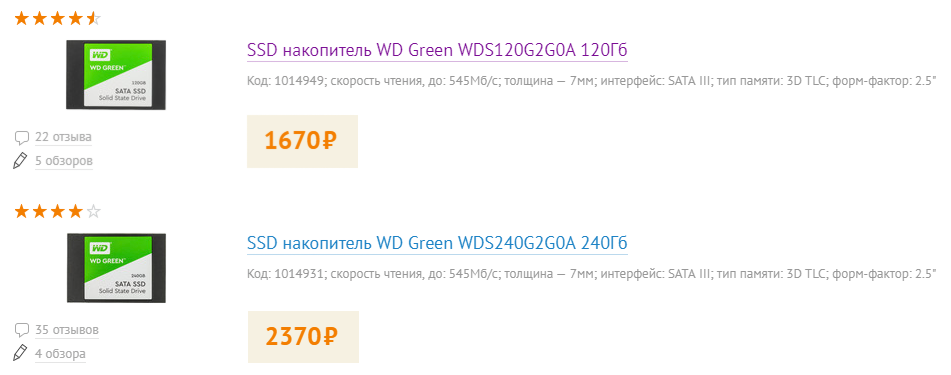 SSD накопитель WD Green WDS120G2G0A 120Гб
WD
WD GREEN™
120GB
SATA SSD
Solid State Drive
Код: 1014949; скорость чтения, до: 545Мб/с; толщина — 7мм; интерфейс: SATA III; тип памяти: 3D TLC; форм-фактор: 2.5"
1670₽
22 отзыва
5 обзоров
SSD накопитель WD Green WDS240G2G0A 240Гб
WD
WD GREEN™
240GB
SATA SSD
Solid State Drive
Код: 1014931; скорость чтения, до: 545Мб/с; толщина — 7мм; интерфейс: SATA III; тип памяти: 3D TLC; форм-фактор: 2.5"
2370₽
35 отзывов
4 обзора